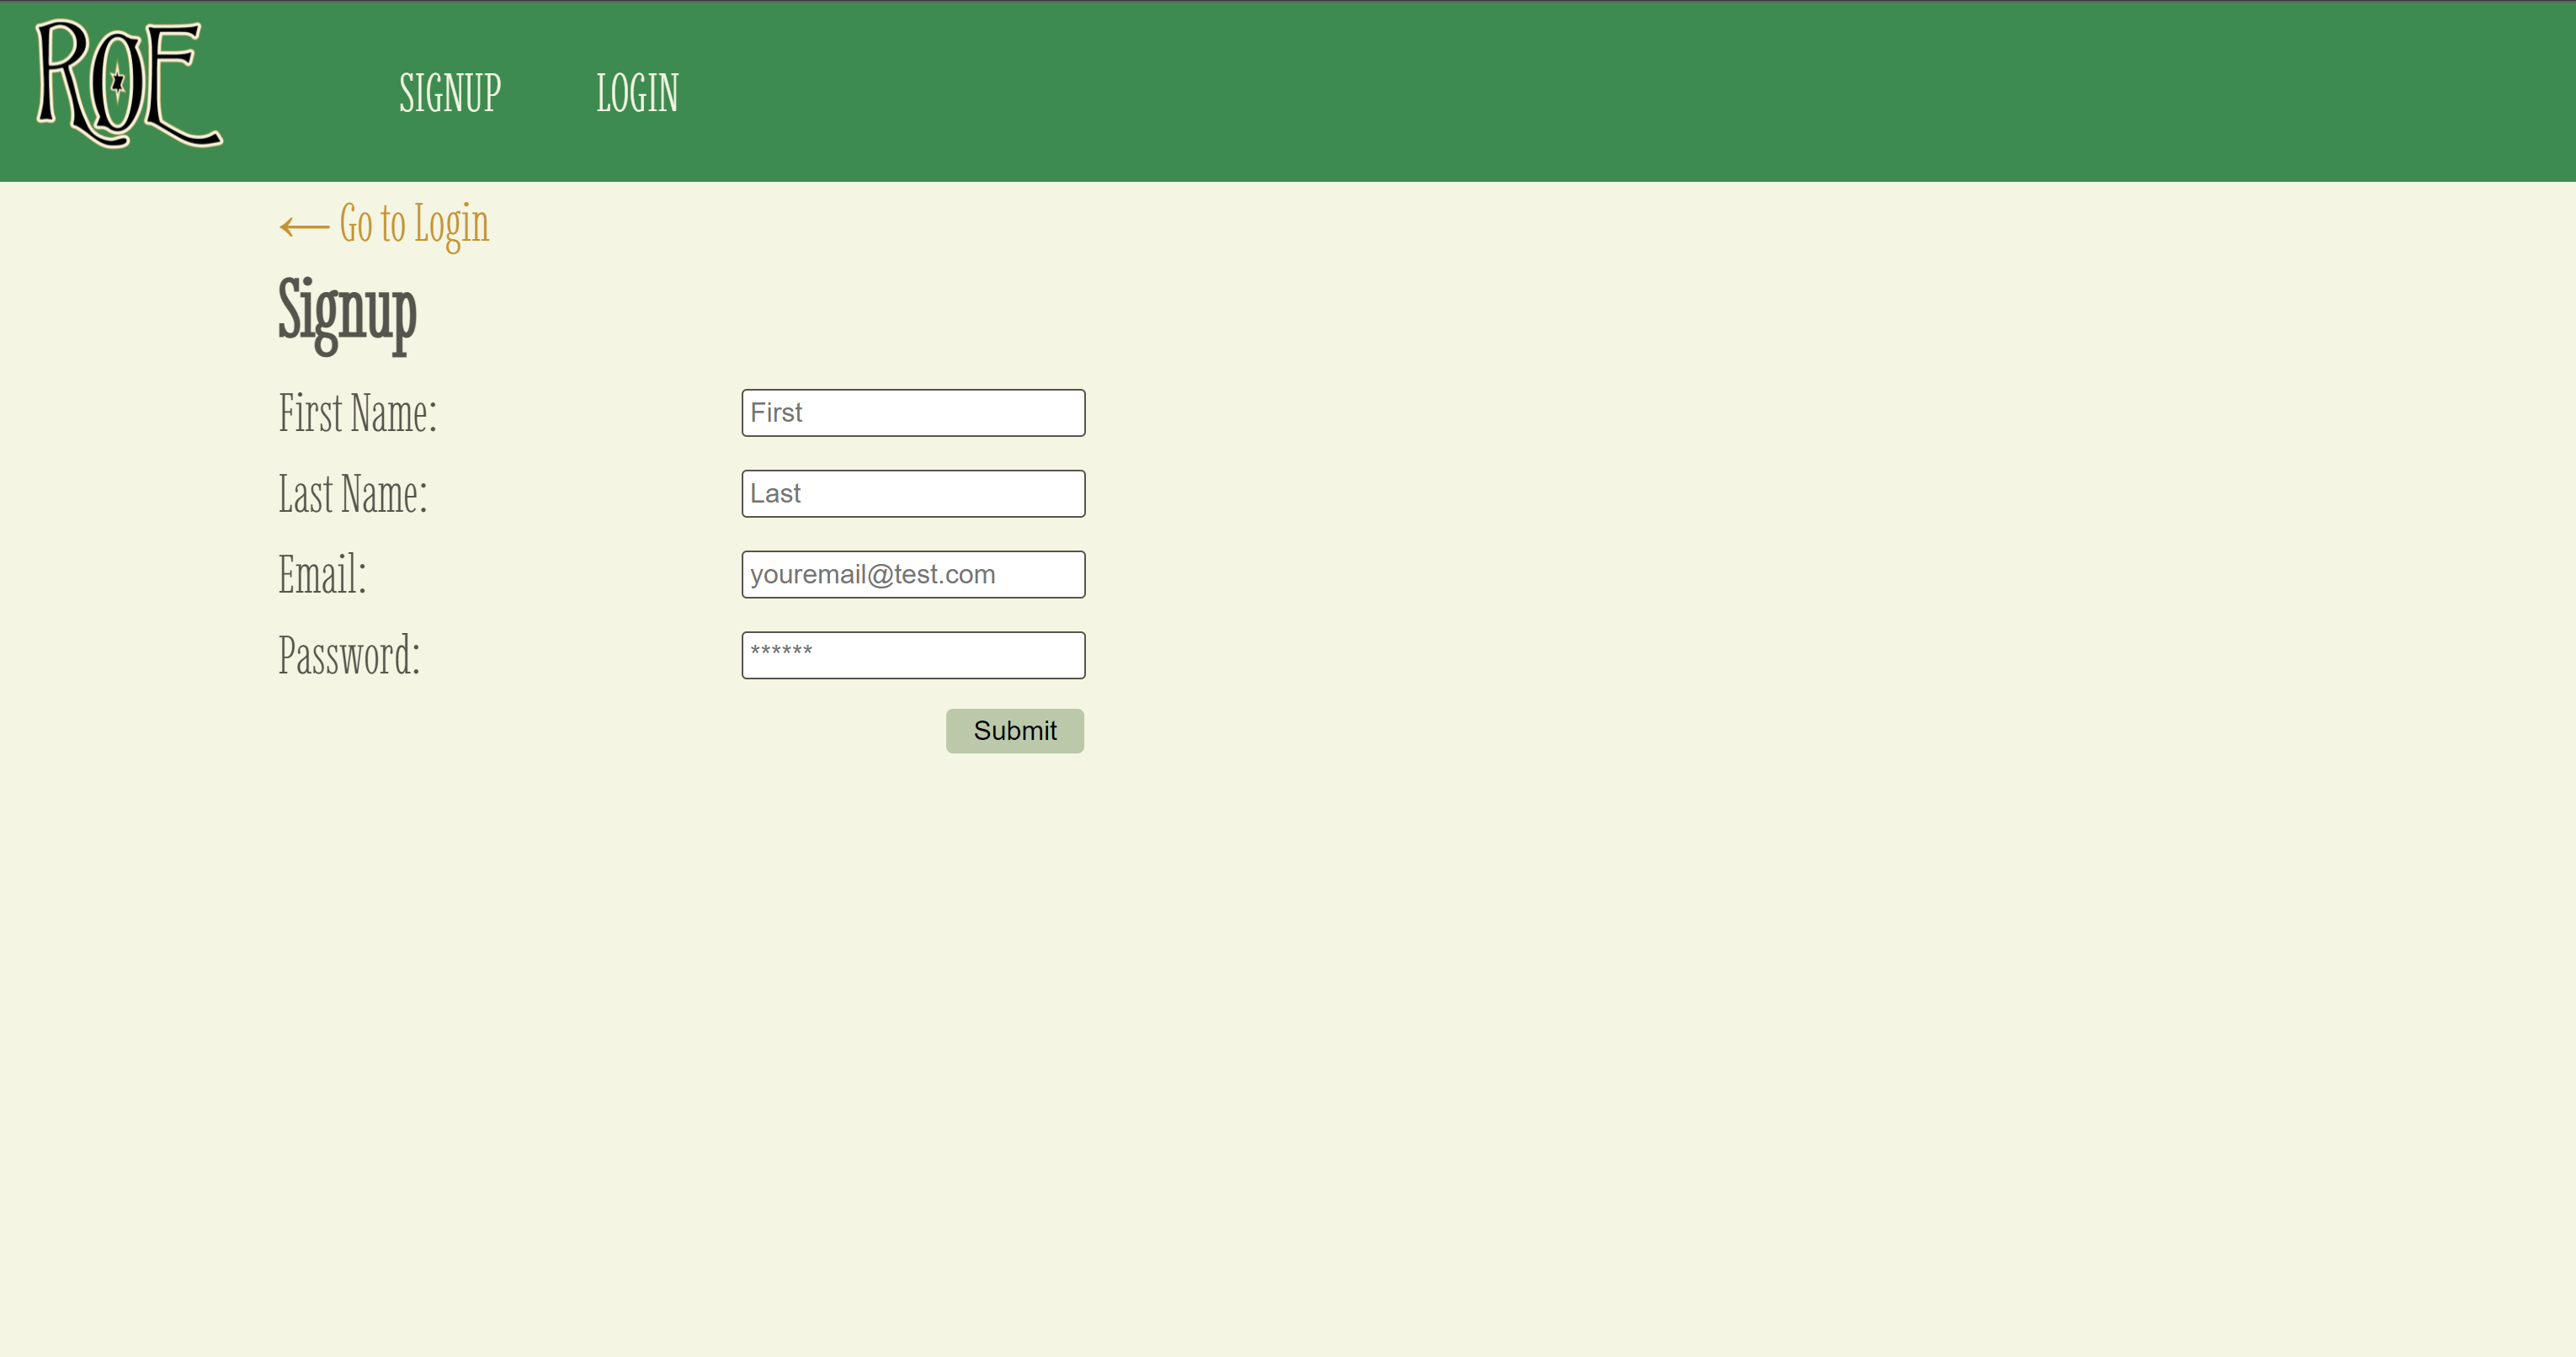 ROE
SIGNUP LOGIN
← Go to Login
Signup
First Name: First
Last Name: Last
Email: youremail@test.com
Password: ******
Submit